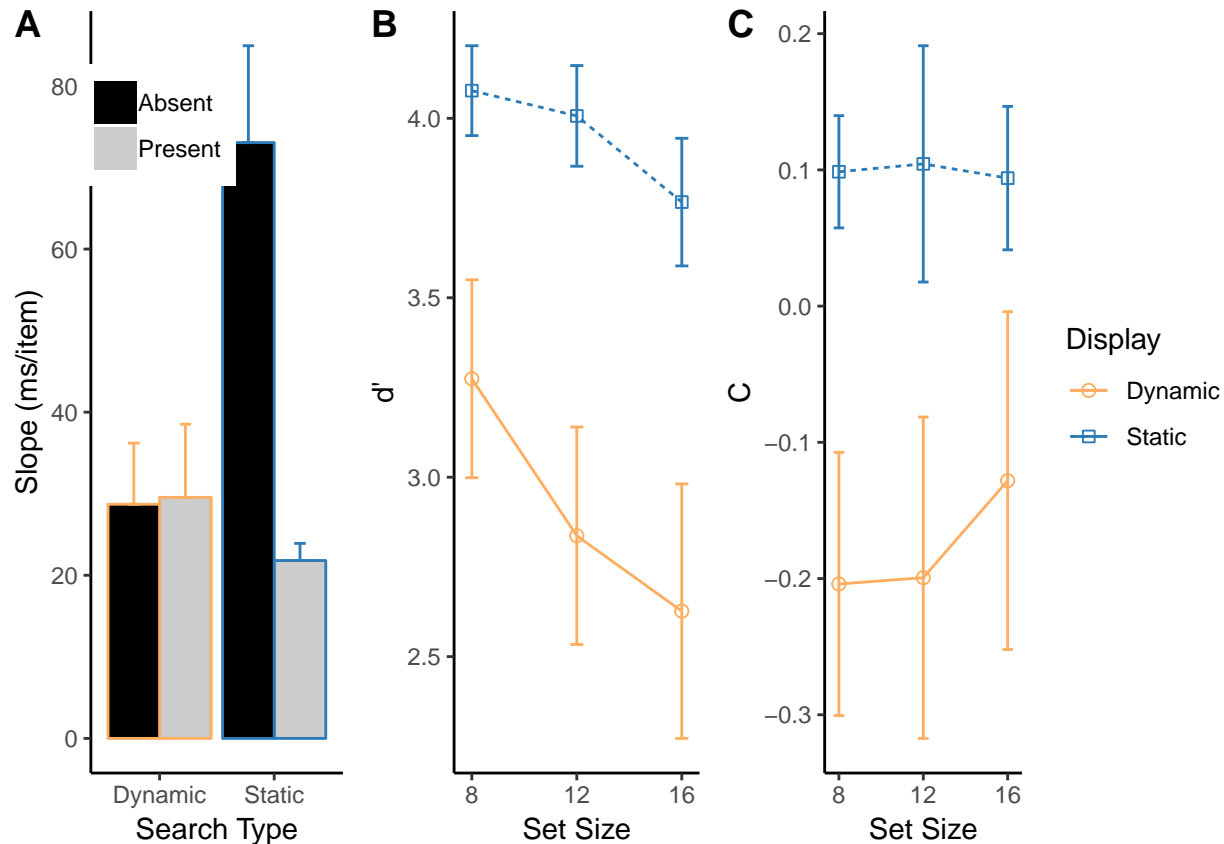 A
80
60
40
20
0
Slope (ms/item)
Absent
Present
Dynamic Static
Search Type
B
4.0
3.5
3.0
2.5
d'
8 12 16
Set Size
C
0.2
0.1
0.0
−0.1
−0.2
−0.3
C
8 12 16
Set Size
Display
Dynamic
Static